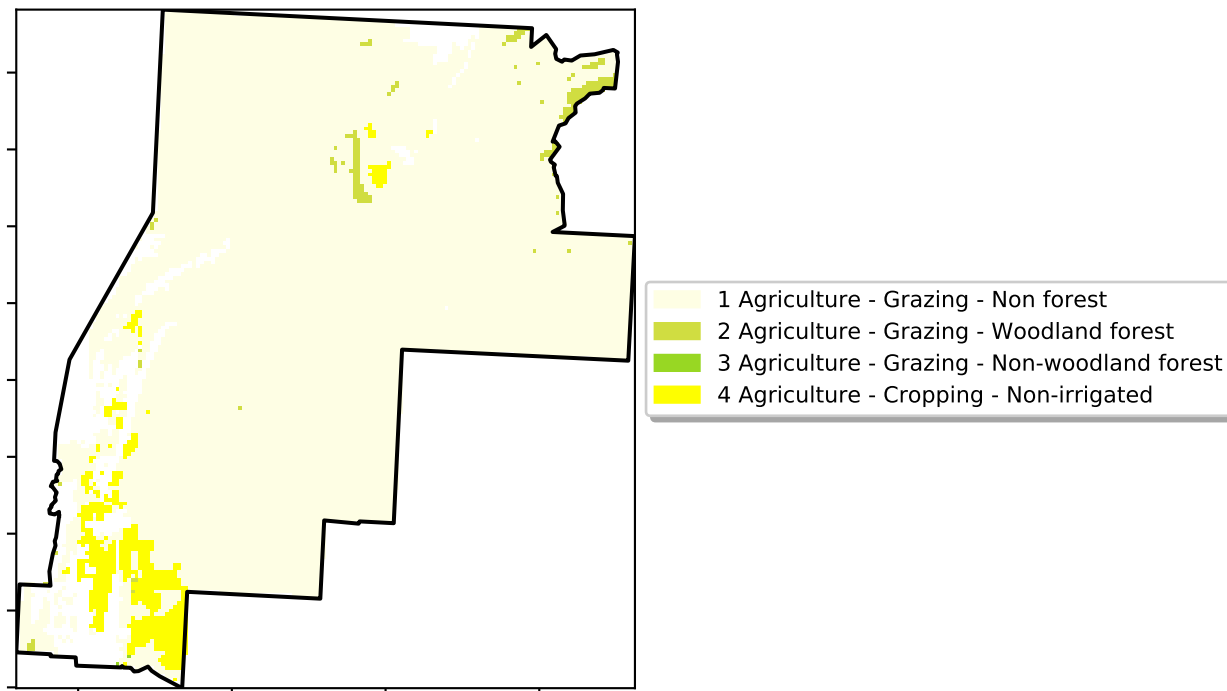 1 Agriculture - Grazing - Non forest
2 Agriculture - Grazing - Woodland forest
3 Agriculture - Grazing - Non-woodland forest
4 Agriculture - Cropping - Non-irrigated